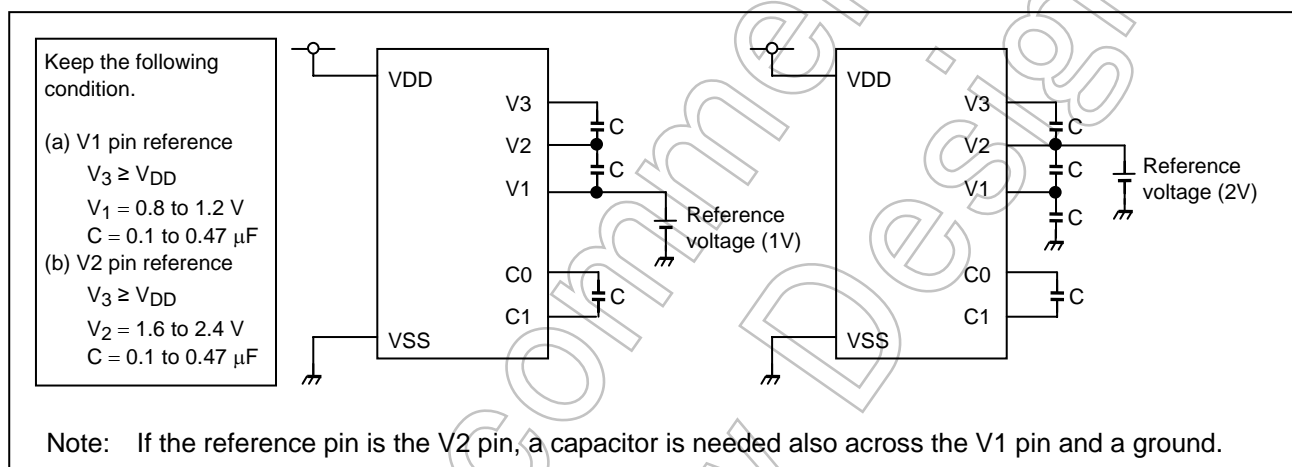 Keep the following
condition.
(a) V1 pin reference
V3 ≥ VDD
V1 = 0.8 to 1.2 V
C = 0.1 to 0.47 μF
(b) V2 pin reference
V3 ≥ VDD
V2 = 1.6 to 2.4 V
C = 0.1 to 0.47 μF
VDD
V3
C
V2
C
V1
Reference
voltage (1V)
C0
C
C1
VSS
VDD
V3
C
V2
C
Reference
voltage (2V)
V1
C
C0
C
C1
VSS
Note: If the reference pin is the V2 pin, a capacitor is needed also across the V1 pin and a ground.
comme
Desig